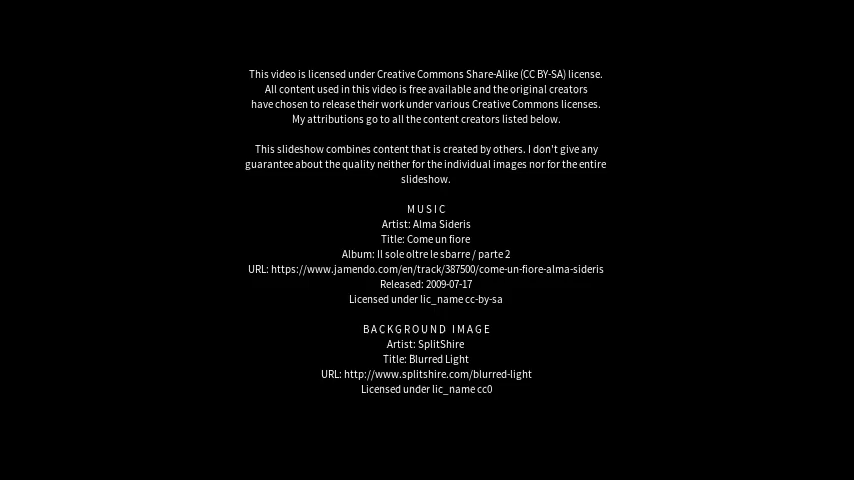 This video is licensed under Creative Commons Share-Alike (CC BY-SA) license.
All content used in this video is free available and the original creators
have chosen to release their work under various Creative Commons licenses.
My attributions go to all the content creators listed below.
This slideshow combines content that is created by others. I don't give any
guarantee about the quality neither for the individual images nor for the entire
slideshow.
MUSIC
Artist: Alma Sideris
Title: Come un fiore
Album: Il sole oltre le sbarre / parte 2
URL: https://www.jamendo.com/en/track/387500/come-un-fiore-alma-sideris
Released: 2009-07-17
Licensed under lic_name cc-by-sa
BACKGROUND IMAGE
Artist: SplitShire
Title: Blurred Light
URL: http://www.splitshire.com/blurred-light
Licensed under lic_name cc0